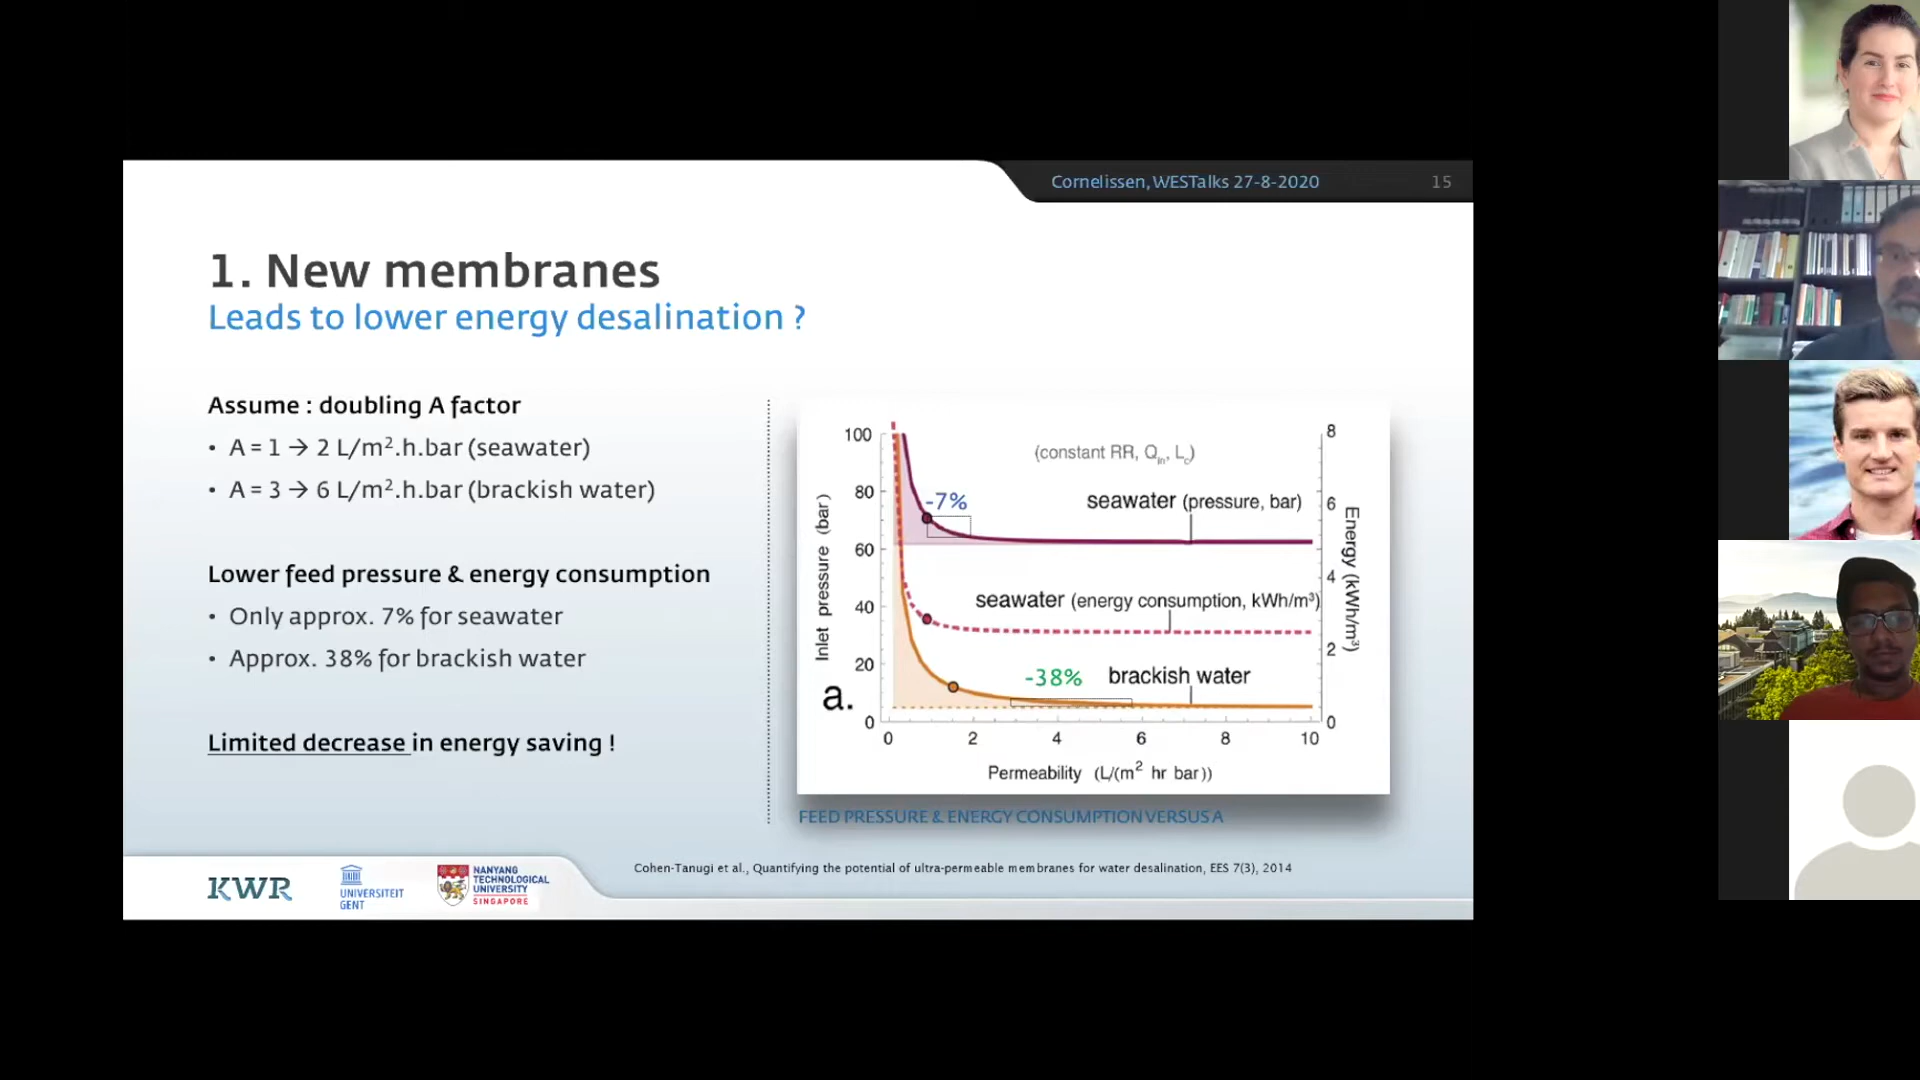 Cornelissen, WESTalks 27-8-2020 15
1. New membranes
Leads to lower energy desalination ?
Assume : doubling A factor
• A = 1 → 2 L/m².h.bar (seawater)
• A = 3 → 6 L/m².h.bar (brackish water)
Lower feed pressure & energy consumption
• Only approx. 7% for seawater
• Approx. 38% for brackish water
Limited decrease in energy saving !
100
80
60
40
20
0
Inlet pressure (bar)
a.
(constant RR, Qin, Lc)
-7%
seawater (pressure, bar)
seawater (energy consumption, kWh/m³)
-38%
brackish water
8
6
4
2
0
Energy (kWh/m³)
0 2 4 6 8 10
Permeability (L/(m² hr bar))
FEED PRESSURE & ENERGY CONSUMPTION VERSUS A
Cohen-Tanugi et al., Quantifying the potential of ultra-permeable membranes for water desalination, EES 7(3), 2014
KWR
UNIVERSITEIT
GENT
NANYANG
TECHNOLOGICAL
UNIVERSITY
SINGAPORE